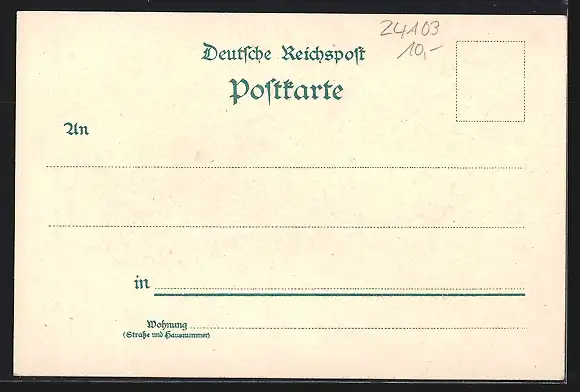 24103
10,-
Deutſche Reichspoſt
Poſtkarte
An
in
Wohnung
(Straße und Hausnummer)